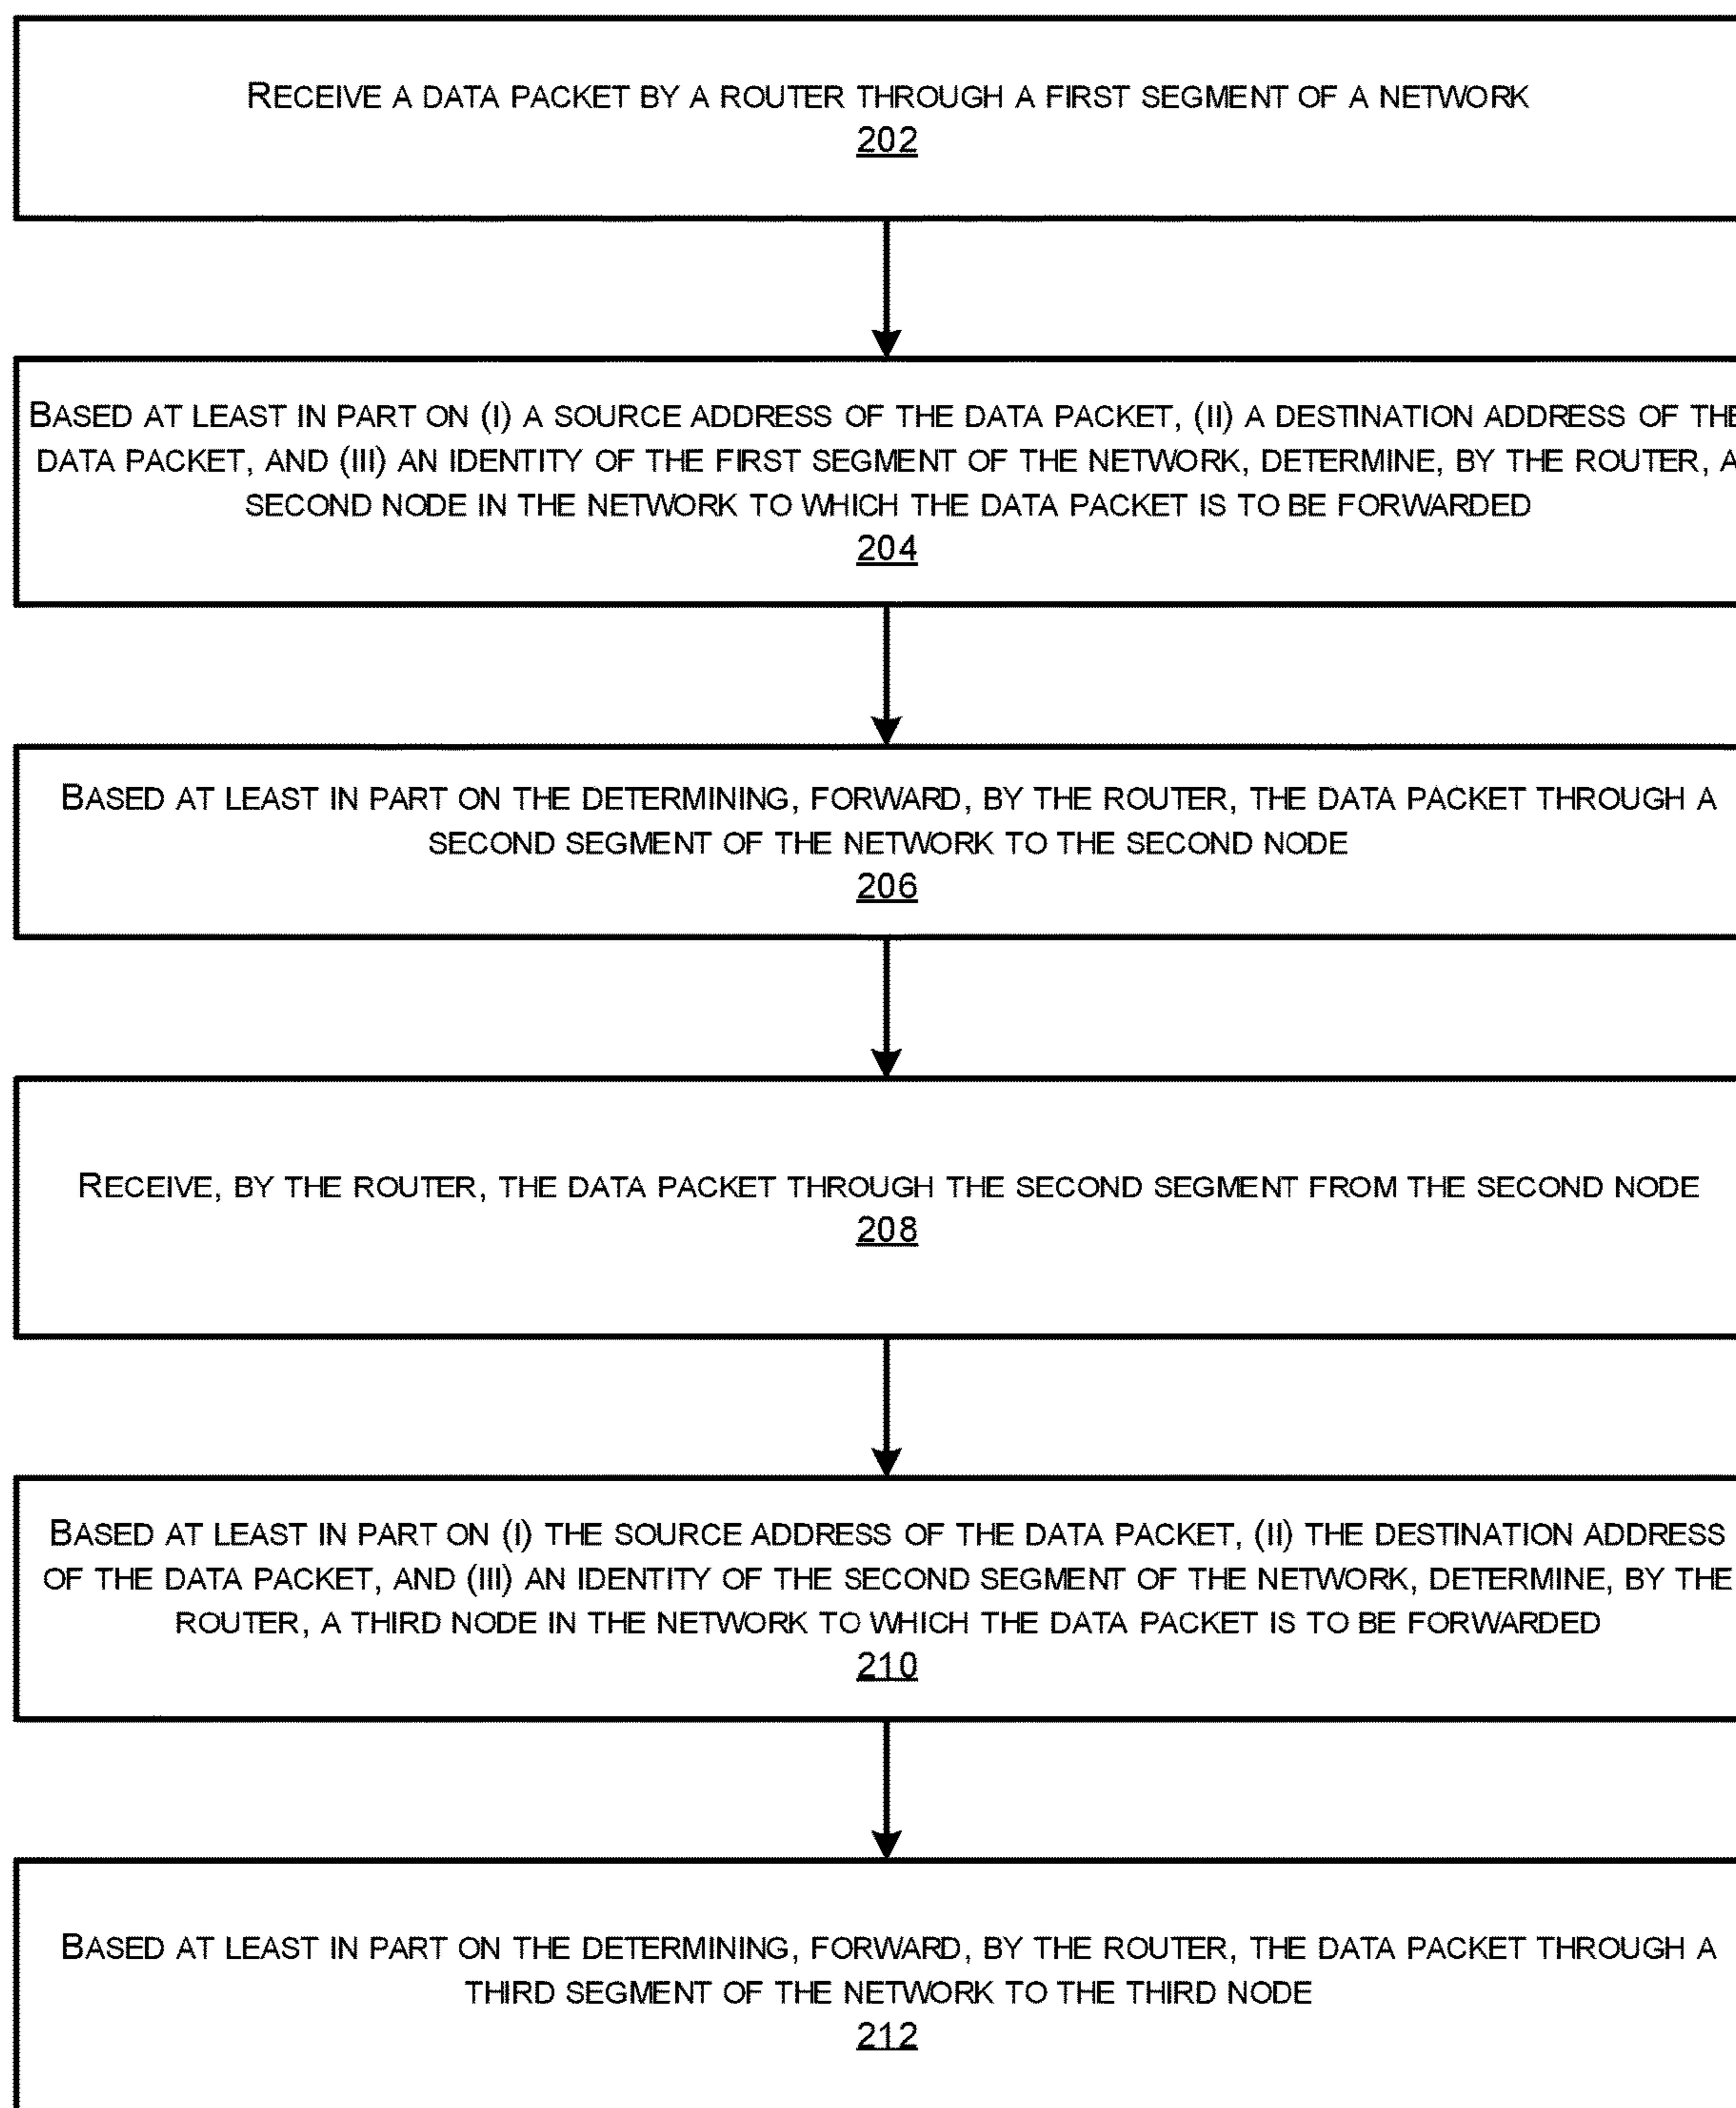 RECEIVE A DATA PACKET BY A ROUTER THROUGH A FIRST SEGMENT OF A NETWORK
202
BASED AT LEAST IN PART ON (I) A SOURCE ADDRESS OF THE DATA PACKET, (II) A DESTINATION ADDRESS OF THE
DATA PACKET, AND (III) AN IDENTITY OF THE FIRST SEGMENT OF THE NETWORK, DETERMINE, BY THE ROUTER, A
SECOND NODE IN THE NETWORK TO WHICH THE DATA PACKET IS TO BE FORWARDED
204
BASED AT LEAST IN PART ON THE DETERMINING, FORWARD, BY THE ROUTER, THE DATA PACKET THROUGH A
SECOND SEGMENT OF THE NETWORK TO THE SECOND NODE
206
RECEIVE, BY THE ROUTER, THE DATA PACKET THROUGH THE SECOND SEGMENT FROM THE SECOND NODE
208
BASED AT LEAST IN PART ON (I) THE SOURCE ADDRESS OF THE DATA PACKET, (II) THE DESTINATION ADDRESS
OF THE DATA PACKET, AND (III) AN IDENTITY OF THE SECOND SEGMENT OF THE NETWORK, DETERMINE, BY THE
ROUTER, A THIRD NODE IN THE NETWORK TO WHICH THE DATA PACKET IS TO BE FORWARDED
210
BASED AT LEAST IN PART ON THE DETERMINING, FORWARD, BY THE ROUTER, THE DATA PACKET THROUGH A
THIRD SEGMENT OF THE NETWORK TO THE THIRD NODE
212